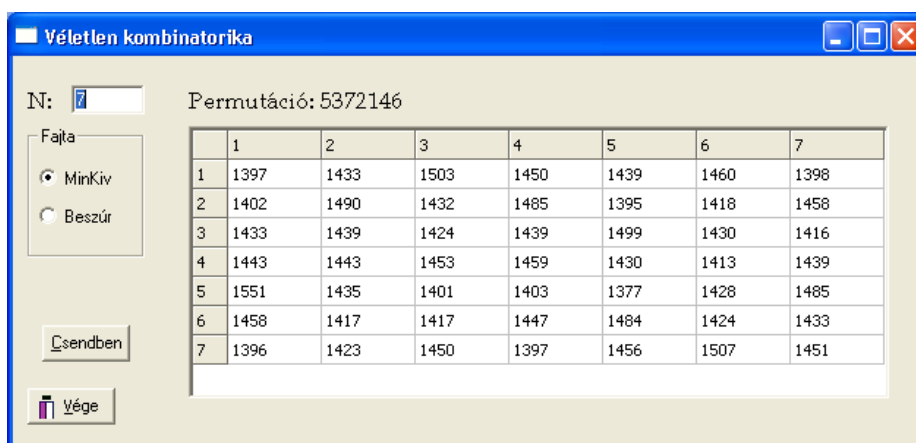 Véletlen kombinatorika
N: 7
Permutáció: 5372146
Fajta
MinKiv
Beszúr
1 2 3 4 5 6 7
1 1397 1433 1503 1450 1439 1460 1398
2 1402 1490 1432 1485 1395 1418 1458
3 1433 1439 1424 1439 1499 1430 1416
4 1443 1443 1453 1459 1430 1413 1439
5 1551 1435 1401 1403 1377 1428 1485
6 1458 1417 1417 1447 1484 1424 1433
7 1396 1423 1450 1397 1456 1507 1451
Csendben
Vége